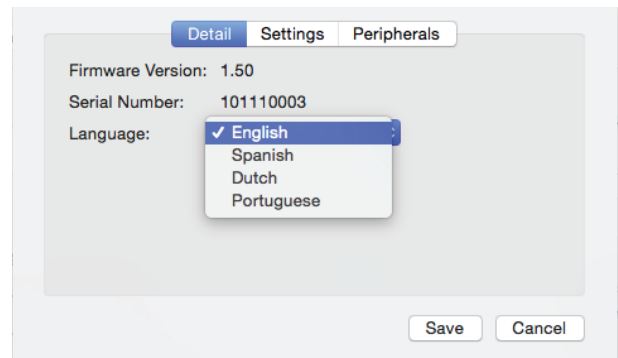 Detail Settings Peripherals
Firmware Version: 1.50
Serial Number: 101110003
Language: ✓ English
Spanish
Dutch
Portuguese
Save Cancel